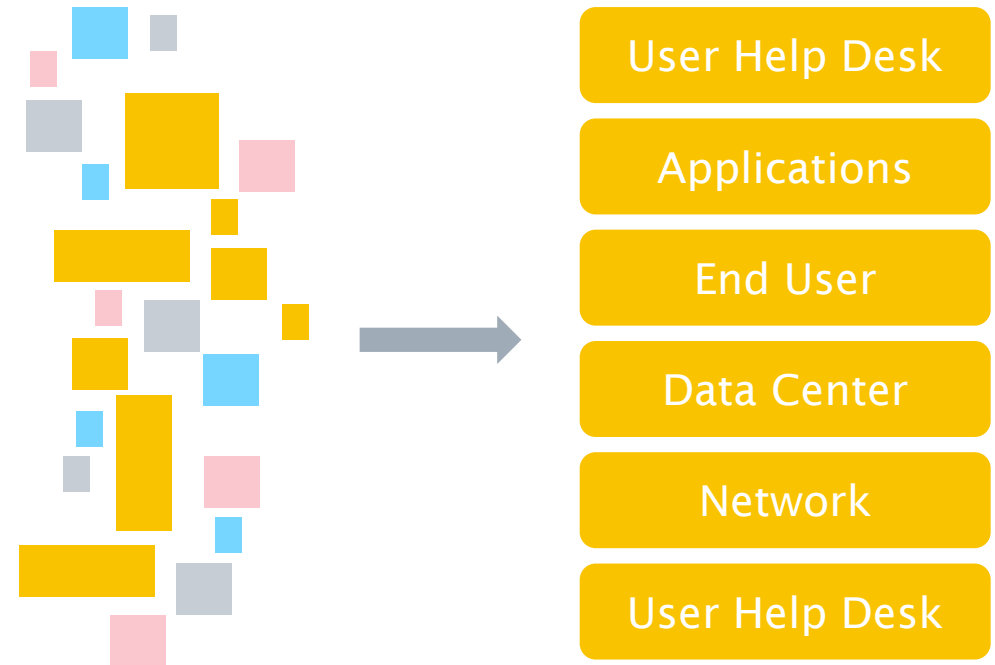 User Help Desk
Applications
End User
Data Center
Network
User Help Desk